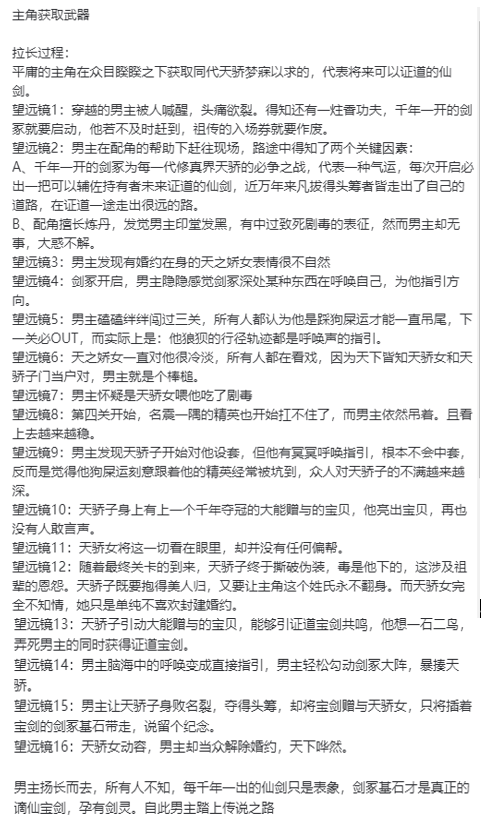 主角获取武器
拉长过程：
平庸的主角在众目睽睽之下获取同代天骄梦寐以求的，代表将来可以证道的仙
剑。
望远镜1：穿越的男主被人喊醒，头痛欲裂。得知还有一炷香功夫，千年一开的剑
冢就要启动，他若不及时赶到，祖传的入场券就要作废。
望远镜2：男主在配角的帮助下赶往现场，路途中得知了两个关键因素：
A、千年一开的剑冢为每一代修真界天骄的必争之战，代表一种气运，每次开启必
出一把可以辅佐持有者未来证道的仙剑，近万年来凡拔得头筹者皆走出了自己的
道路，在证道一途走出很远的路。
B、配角擅长炼丹，发觉男主印堂发黑，有中过致死剧毒的表征，然而男主却无
事，大惑不解。
望远镜3：男主发现有婚约在身的天之娇女表情很不自然
望远镜4：剑冢开启，男主隐隐感觉剑冢深处某种东西在呼唤自己，为他指引方
向。
望远镜5：男主磕磕绊绊闯过三关，所有人都认为他是踩狗屎运才能一直吊尾，下
一关必OUT，而实际上是：他狼狈的行径轨迹都是呼唤声的指引。
望远镜6：天之娇女一直对他很冷淡，所有人都在看戏，因为天下皆知天骄女和天
骄子门当户对，男主就是个棒槌。
望远镜7：男主怀疑是天骄女喂他吃了剧毒
望远镜8：第四关开始，名震一隅的精英也开始扛不住了，而男主依然吊着。且看
上去越来越稳。
望远镜9：男主发现天骄子开始对他设套，但他有冥冥呼唤指引，根本不会中套，
反而是觉得他狗屎运刻意跟着他的精英经常被坑到，众人对天骄子的不满越来越
深。
望远镜10：天骄子身上有上一个千年夺冠的大能赠与的宝贝，他亮出宝贝，再也
没有人敢言声。
望远镜11：天骄女将这一切看在眼里，却并没有任何偏帮。
望远镜12：随着最终关卡的到来，天骄子终于撕破伪装，毒是他下的，这涉及祖
辈的恩怨。天骄子既要抱得美人归，又要让主角这个姓氏永不翻身。而天骄女完
全不知情，她只是单纯不喜欢封建婚约。
望远镜13：天骄子引动大能赠与的宝贝，能够引证道宝剑共鸣，他想一石二鸟，
弄死男主的同时获得证道宝剑。
望远镜14：男主脑海中的呼唤变成直接指引，男主轻松勾动剑冢大阵，暴揍天
骄。
望远镜15：男主让天骄子身败名裂，夺得头筹，却将宝剑赠与天骄女，只将插着
宝剑的剑冢基石带走，说留个纪念。
望远镜16：天骄女动容，男主却当众解除婚约，天下哗然。
男主扬长而去，所有人不知，每千年一出的仙剑只是表象，剑冢基石才是真正的
谪仙宝剑，孕有剑灵。自此男主踏上传说之路